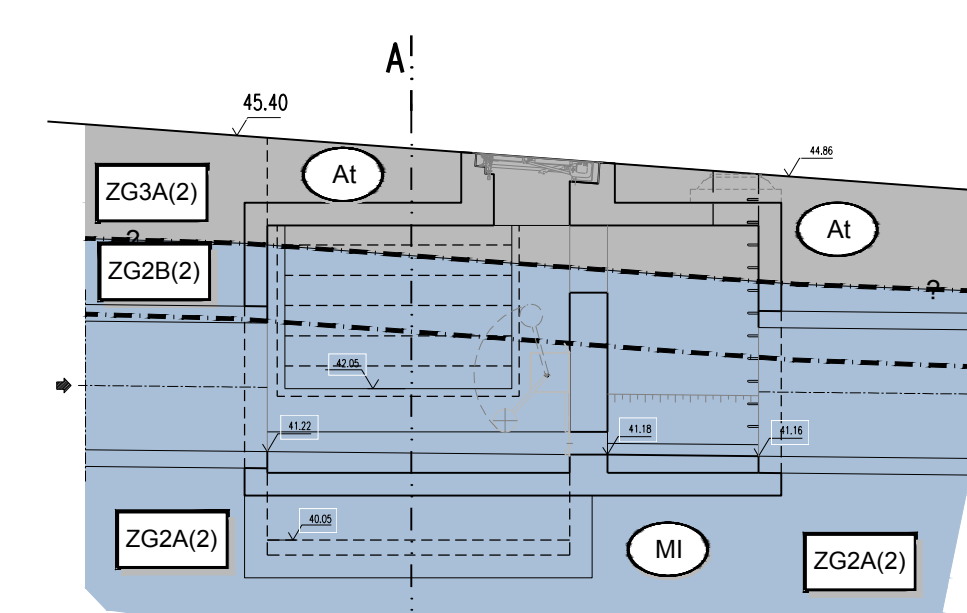 A
45.40
44.86
At
ZG3A(2)
At
?
ZG2B(2)
?
42.05
41.22
41.18
41.16
40.05
ZG2A(2)
MI
ZG2A(2)